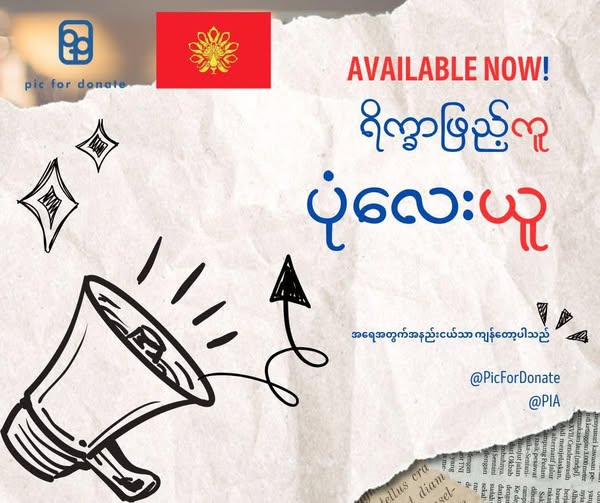 pic for donate
AVAILABLE NOW!
ရိက္ခာဖြည့်ကူ
ပုံလေးယူ
အရေအတွက်အနည်းငယ်သာ ကျန်တော့ပါသည်
@PicForDonate
@PIA